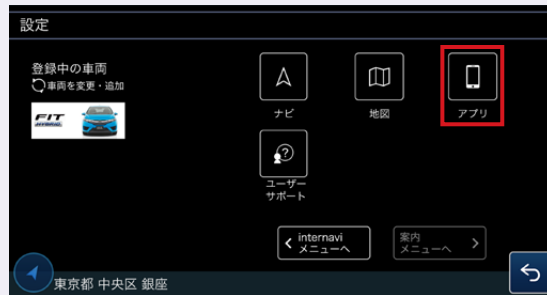 設定
登録中の車両
車両を変更・追加
FIT
HYBRID
ナビ
地図
アプリ
ユーザー
サポート
internavi
メニューへ
案内
メニューへ
東京都 中央区 銀座